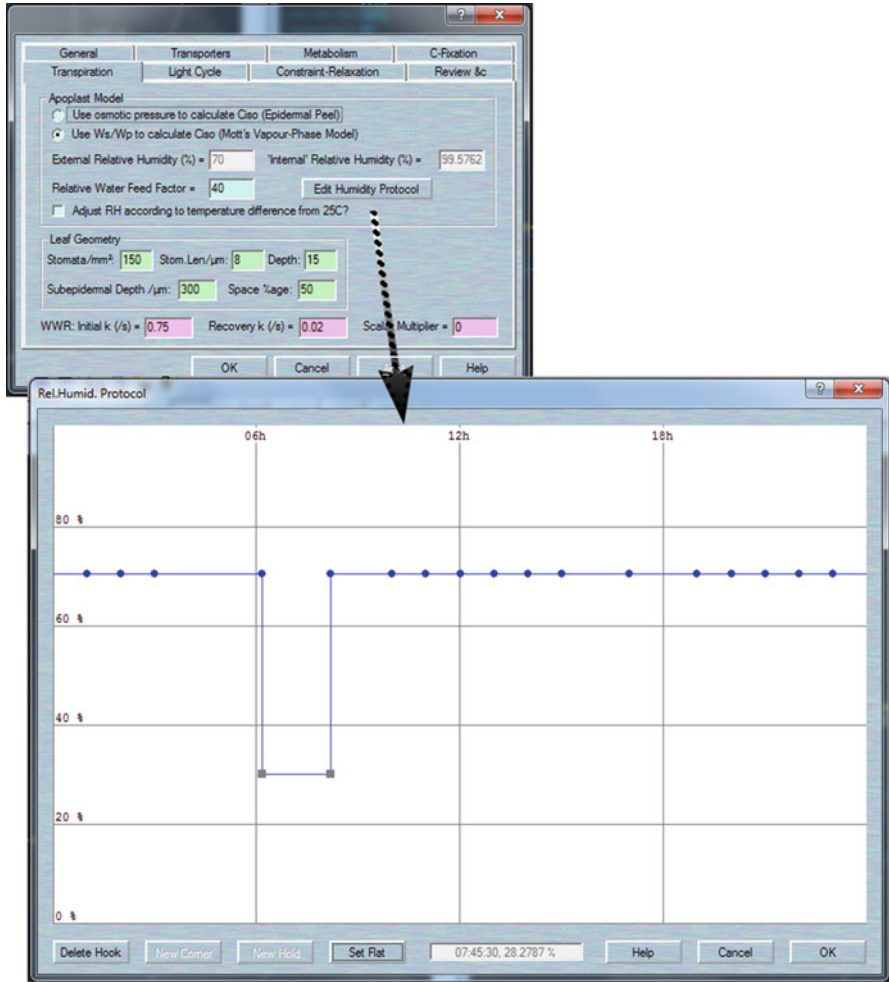 General Transporters Metabolism C-Fixation
Transpiration Light Cycle Constraint-Relaxation Review &c
Apoplast Model
Use osmotic pressure to calculate Ciso (Epidermal Peel)
Use Ws/Wp to calculate Ciso (Mott's Vapour-Phase Model)
External Relative Humidity (%) = 70 'Internal' Relative Humidity (%) = 99.5762
Relative Water Feed Factor = 40 Edit Humidity Protocol
Adjust RH according to temperature difference from 25C?
Leaf Geometry
Stomata/mm²: 150 Stom.Len/µm: 8 Depth: 15
Subepidermal Depth /µm: 300 Space %age: 50
WWR: Initial k (/s) = 0.75 Recovery k (/s) = 0.02 Multiplier = 0
OK Cancel Help
Rel.Humid. Protocol
06h 12h 18h
80 %
60 %
40 %
20 %
0 %
Delete Hook New Corner New Hold Set Flat 07:45:30, 28.2787 % Help Cancel OK